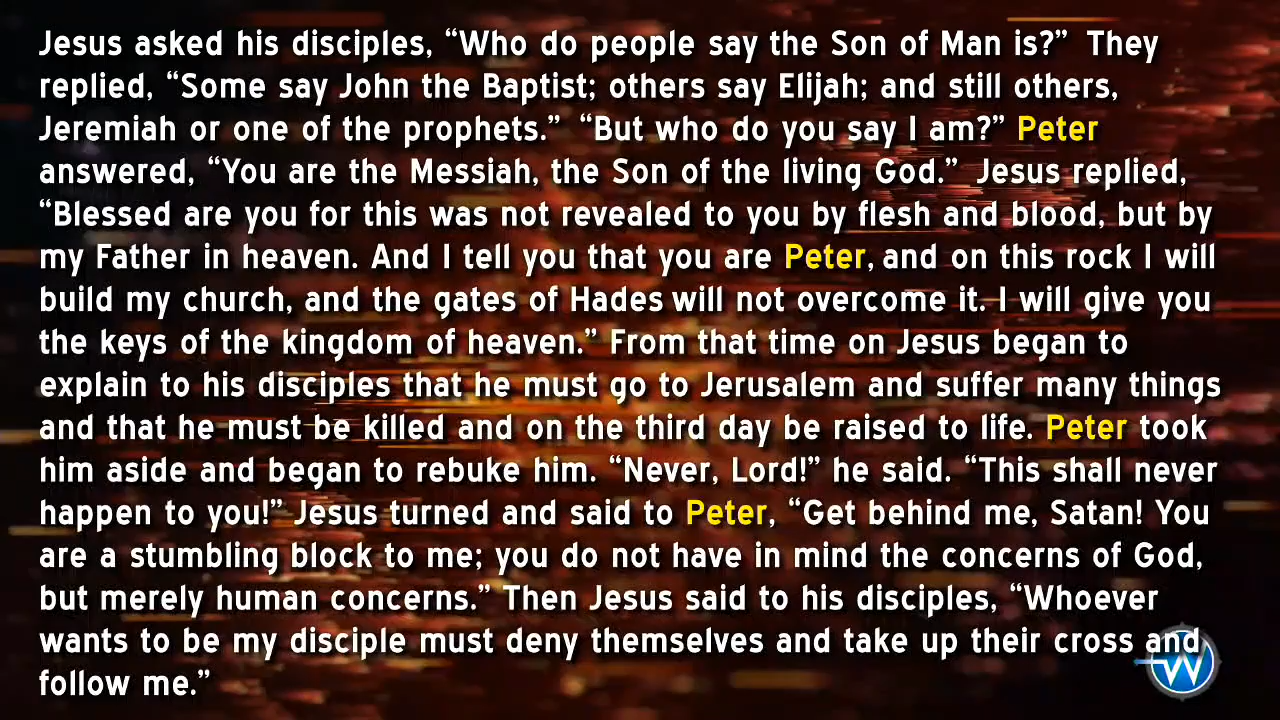 Jesus asked his disciples, “Who do people say the Son of Man is?” They
replied, “Some say John the Baptist; others say Elijah; and still others,
Jeremiah or one of the prophets.” “But who do you say I am?” Peter
answered, “You are the Messiah, the Son of the living God.” Jesus replied,
“Blessed are you for this was not revealed to you by flesh and blood, but by
my Father in heaven. And I tell you that you are Peter, and on this rock I will
build my church, and the gates of Hades will not overcome it. I will give you
the keys of the kingdom of heaven.” From that time on Jesus began to
explain to his disciples that he must go to Jerusalem and suffer many things
and that he must be killed and on the third day be raised to life. Peter took
him aside and began to rebuke him. “Never, Lord!” he said. “This shall never
happen to you!” Jesus turned and said to Peter, “Get behind me, Satan! You
are a stumbling block to me; you do not have in mind the concerns of God,
but merely human concerns.” Then Jesus said to his disciples, “Whoever
wants to be my disciple must deny themselves and take up their cross and
follow me.”
W